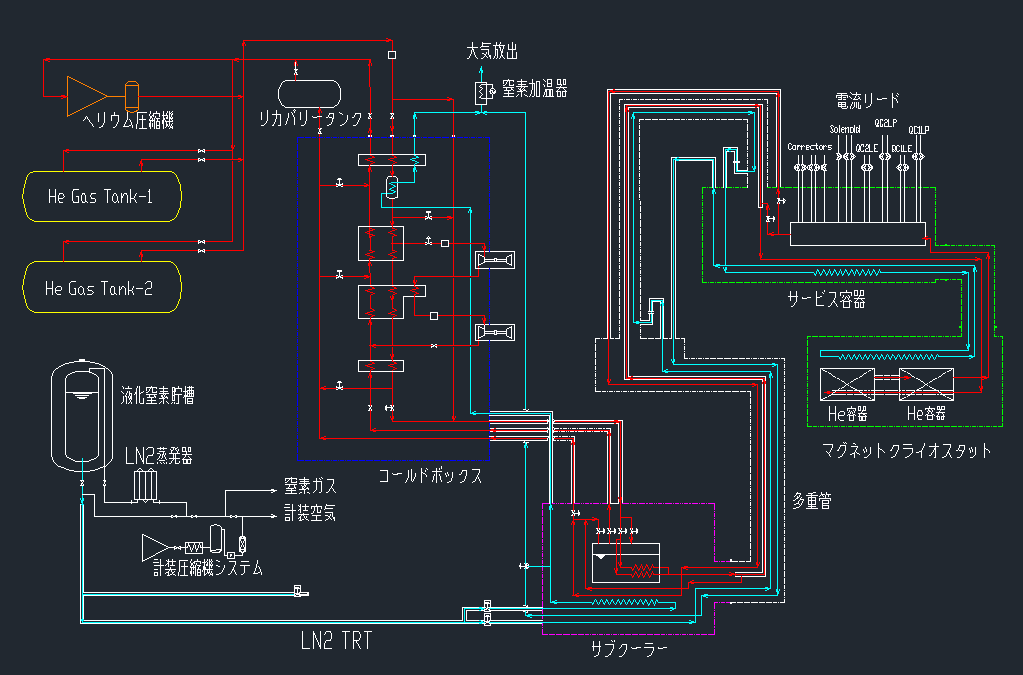 大気放出
窒素加温器
ヘリウム圧縮機
リカバリータンク
電流リード
Solenoid
QC2LP
QC1LP
Carrectors
QC2LE
QC1LE
He Gas Tank-1
He Gas Tank-2
サービス容器
液化窒素貯槽
He容器
He容器
LN2蒸発器
コールドボックス
マグネットクライオスタット
窒素ガス
計装空気
多重管
計装圧縮機システム
LN2 TRT
サブクーラー